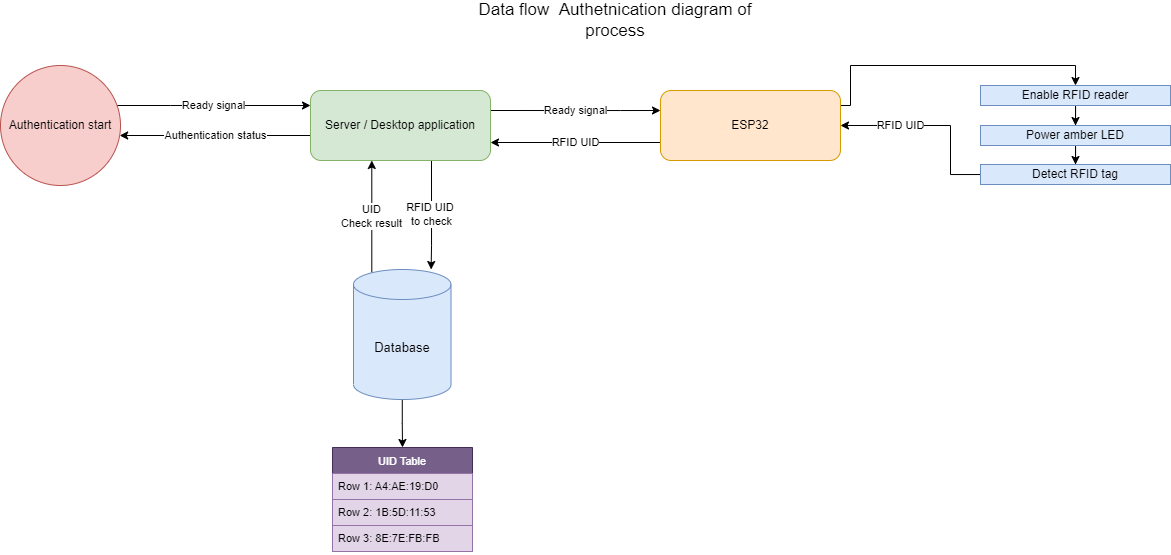 Data flow  Authetnication diagram of
process
Authentication start
Ready signal
Authentication status
Server / Desktop application
Ready signal
RFID UID
ESP32
RFID UID
Enable RFID reader
Power amber LED
Detect RFID tag
UID
Check result
RFID UID
to check
Database
UID Table
Row 1: A4:AE:19:D0
Row 2: 1B:5D:11:53
Row 3: 8E:7E:FB:FB